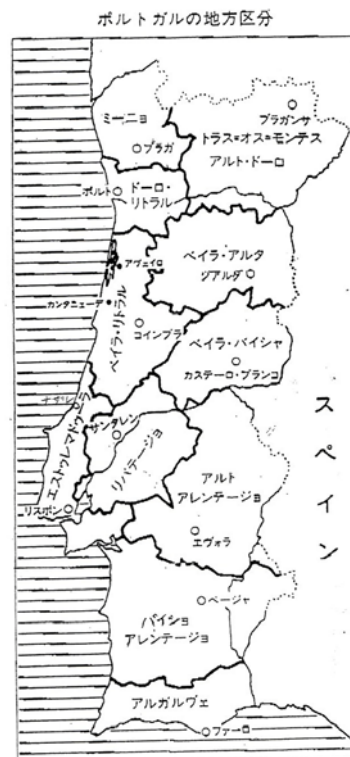 ポルトガルの地方区分
ミーニョ
ブラガ
ブラガンサ
トラス=オス=モンテス
アルト・ドーロ
ポルト
ドーロ・
リトラル
アヴェイロ
ベイラ・アルタ
グアルダ
カンタニューデ
コインブラ
ベイラ・リトラル
ベイラ・バイシャ
カステーロ・ブランコ
サンタレン
エストゥレマドゥーラ
リバテージョ
アルト
アレンテージョ
スペイン
リスボン
エヴォラ
ベージャ
バイショ
アレンテージョ
アルガルヴェ
ファーロ